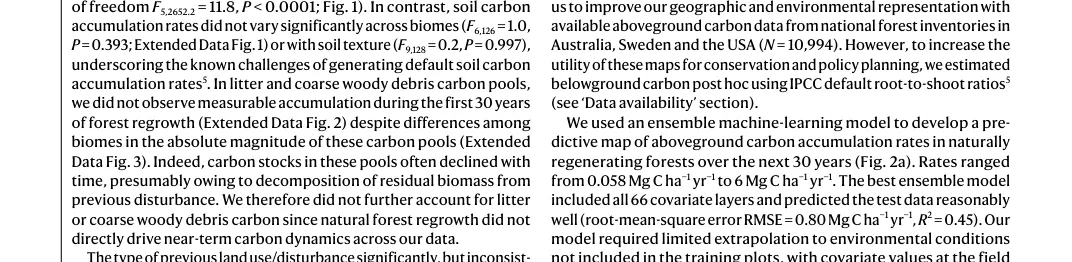 of freedom F5,2652.2 = 11.8, P < 0.0001; Fig. 1). In contrast, soil carbon
accumulation rates did not vary significantly across biomes (F6,126 = 1.0,
P = 0.393; Extended Data Fig. 1) or with soil texture (F9,128 = 0.2, P = 0.997),
underscoring the known challenges of generating default soil carbon
accumulation rates⁵. In litter and coarse woody debris carbon pools,
we did not observe measurable accumulation during the first 30 years
of forest regrowth (Extended Data Fig. 2) despite differences among
biomes in the absolute magnitude of these carbon pools (Extended
Data Fig. 3). Indeed, carbon stocks in these pools often declined with
time, presumably owing to decomposition of residual biomass from
previous disturbance. We therefore did not further account for litter
or coarse woody debris carbon since natural forest regrowth did not
directly drive near-term carbon dynamics across our data.
The type of previous land use/disturbance significantly, but inconsist-
us to improve our geographic and environmental representation with
available aboveground carbon data from national forest inventories in
Australia, Sweden and the USA (N = 10,994). However, to increase the
utility of these maps for conservation and policy planning, we estimated
belowground carbon post hoc using IPCC default root-to-shoot ratios⁵
(see ‘Data availability’ section).
We used an ensemble machine-learning model to develop a pre-
dictive map of aboveground carbon accumulation rates in naturally
regenerating forests over the next 30 years (Fig. 2a). Rates ranged
from 0.058 Mg C ha⁻¹ yr⁻¹ to 6 Mg C ha⁻¹ yr⁻¹. The best ensemble model
included all 66 covariate layers and predicted the test data reasonably
well (root-mean-square error RMSE = 0.80 Mg C ha⁻¹ yr⁻¹, R² = 0.45). Our
model required limited extrapolation to environmental conditions
not included in the training plots, with covariate values at the field